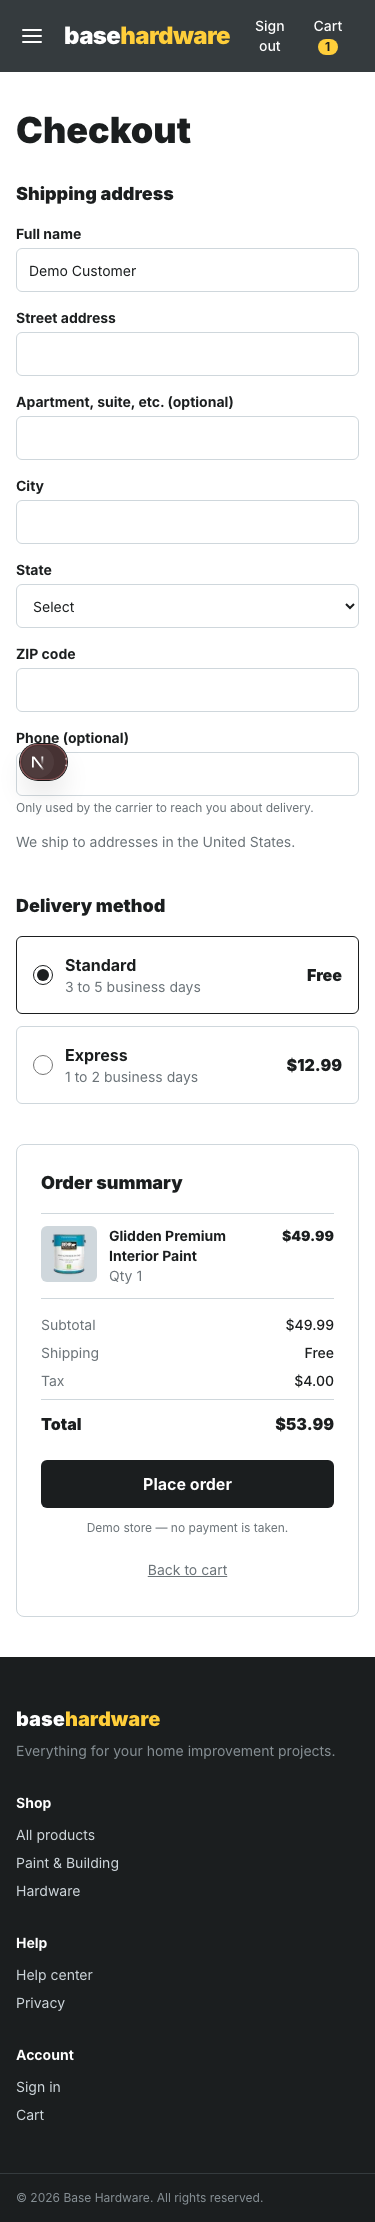 basehardware
Sign out
Cart
1
Checkout
Shipping address
Full name
Demo Customer
Street address
Apartment, suite, etc. (optional)
City
State
Select
ZIP code
Phone (optional)
N
Only used by the carrier to reach you about delivery.
We ship to addresses in the United States.
Delivery method
Standard
Free
3 to 5 business days
Express
$12.99
1 to 2 business days
Order summary
Glidden Premium
Interior Paint
$49.99
Qty 1
Subtotal
$49.99
Shipping
Free
Tax
$4.00
Total
$53.99
Place order
Demo store — no payment is taken.
Back to cart
basehardware
Everything for your home improvement projects.
Shop
All products
Paint & Building
Hardware
Help
Help center
Privacy
Account
Sign in
Cart
© 2026 Base Hardware. All rights reserved.